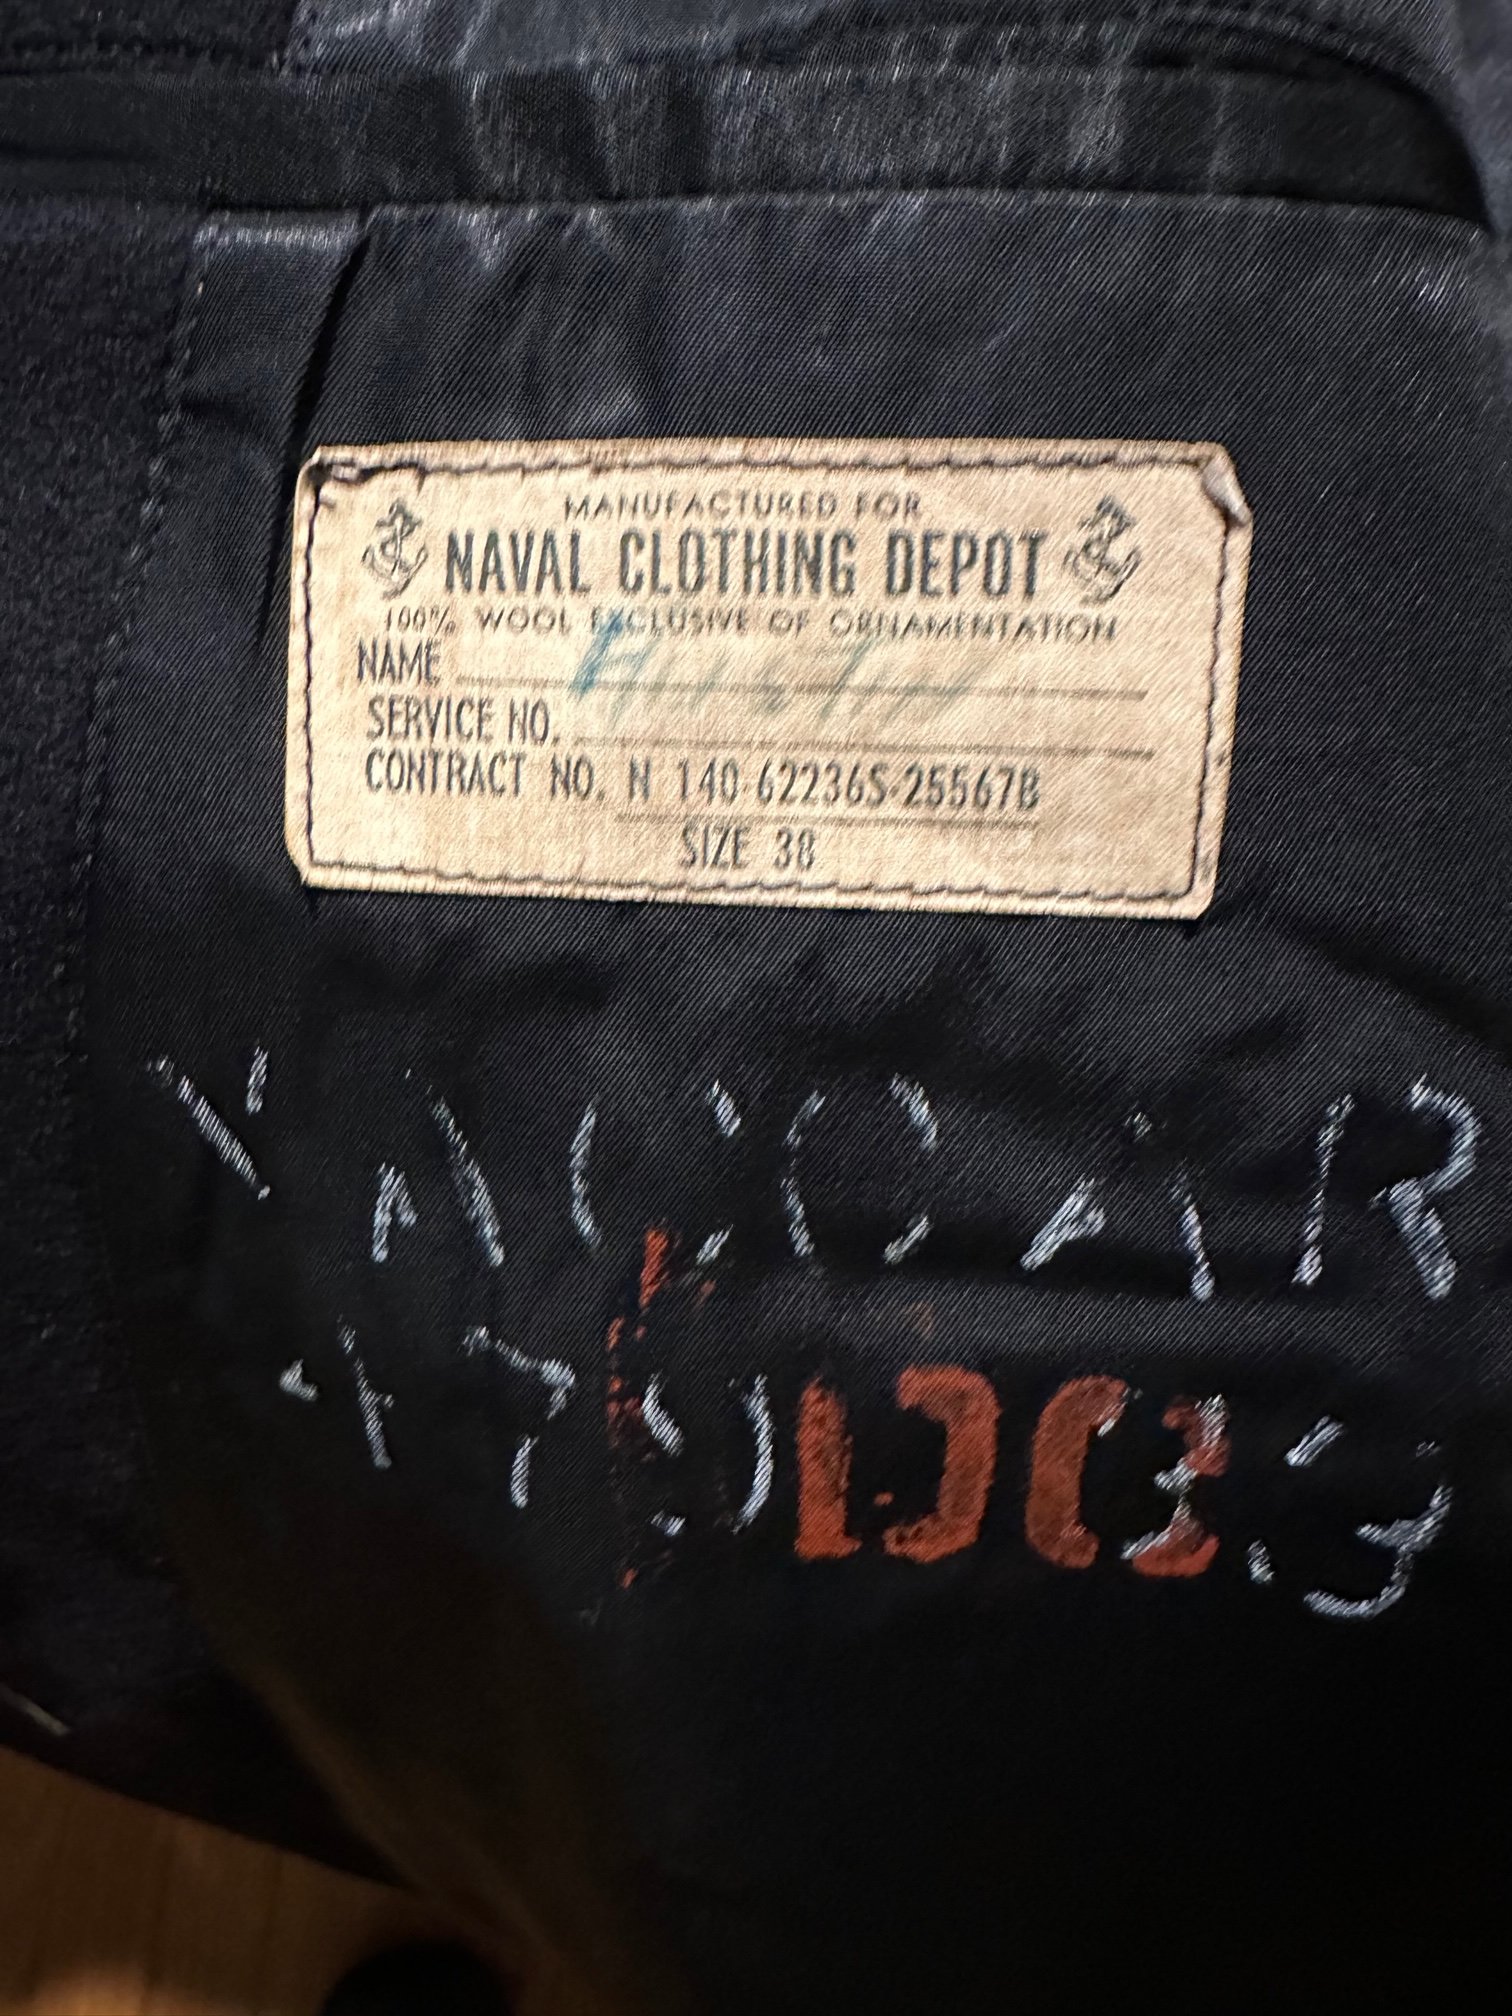 MANUFACTURED FOR
NAVAL CLOTHING DEPOT
100% WOOL EXCLUSIVE OF ORNAMENTATION
NAME
SERVICE NO.
CONTRACT NO. N 140-62236S-25567B
SIZE 38
VACCAR